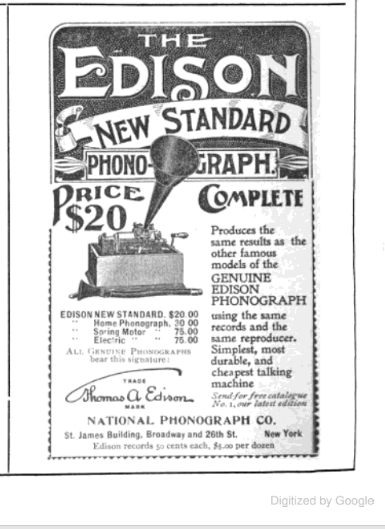 THE
EDISON
NEW STANDARD
PHONO-GRAPH.
PRICE COMPLETE
$20
Produces the
same results as the
other famous
models of the
GENUINE
EDISON
PHONOGRAPH
using the same
records and the
same reproducer.
Simplest, most
durable, and
cheapest talking
machine
Send for free catalogue
No. 1, our latest edition
EDISON NEW STANDARD. $20.00
" Home Phonograph, 30 00
" Spring Motor " 75.00
" Electric " " 75.00
ALL GENUINE PHONOGRAPHS
bear this signature:
TRADE
Thomas A Edison
MARK
NATIONAL PHONOGRAPH CO.
St. James Building, Broadway and 26th St. New York
Edison records 50 cents each, $5.00 per dozen
Digitized by Google